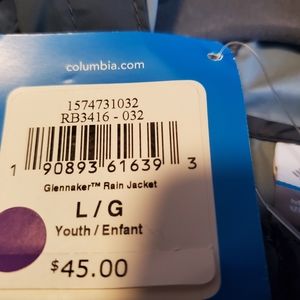 columbia.com
1574731032
RB3416 - 032
1 90893 61639 3
Glennaker™ Rain Jacket
L / G
Youth / Enfant
$45.00